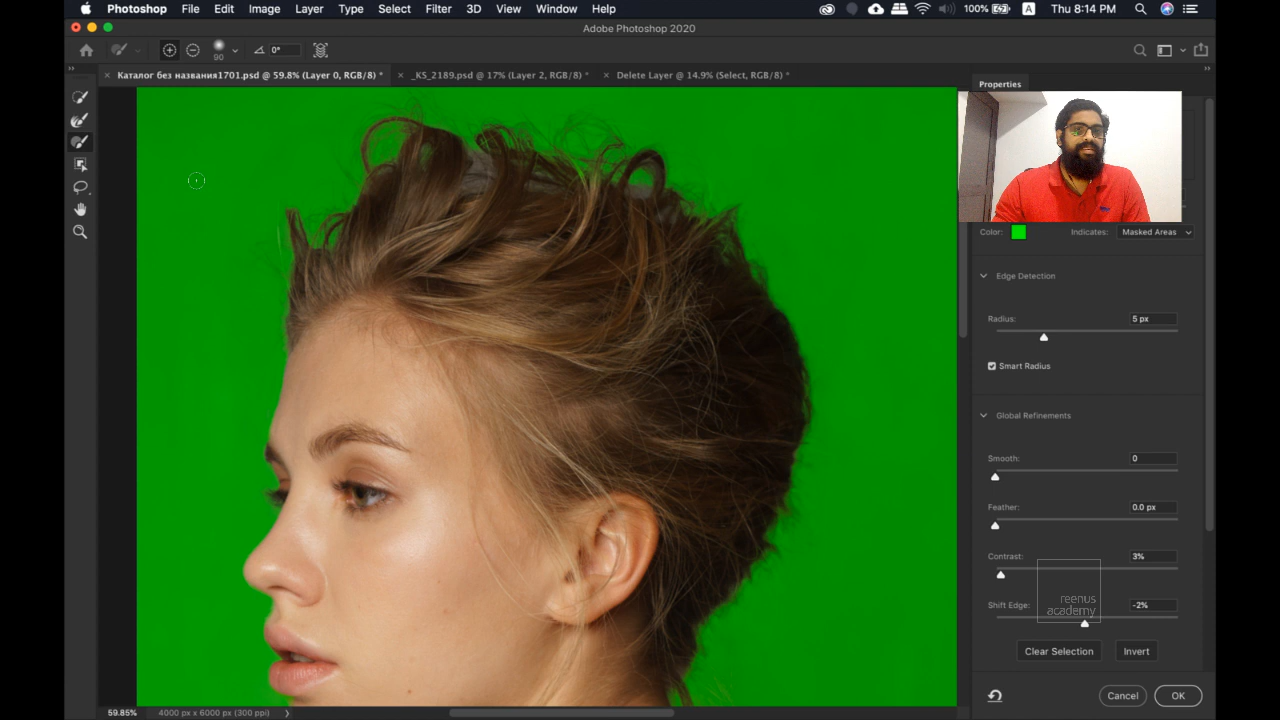 Photoshop File Edit Image Layer Type Select Filter 3D View Window Help 100% A Thu 8:14 PM
Adobe Photoshop 2020
90 0°
Каталог без названия1701.psd @ 59.8% (Layer 0, RGB/8) * _KS_2189.psd @ 17% (Layer 2, RGB/8) * Delete Layer @ 14.9% (Select, RGB/8) *
Properties
Color: Indicates: Masked Areas
Edge Detection
Radius: 5 px
Smart Radius
Global Refinements
Smooth: 0
Feather: 0.0 px
Contrast: 3%
reenus
academy
Shift Edge: -2%
Clear Selection Invert
Cancel OK
59.85% 4000 px x 6000 px (300 ppi)